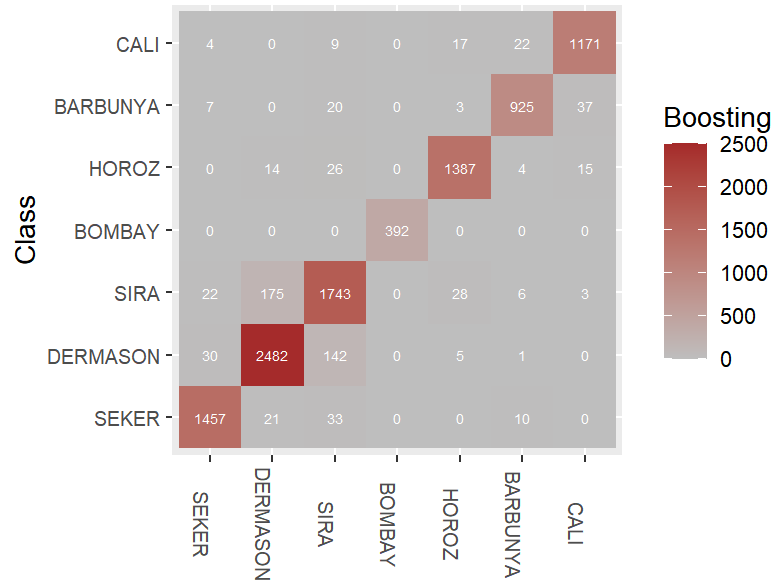 CALI 4 0 9 0 17 22 1171
BARBUNYA 7 0 20 0 3 925 37
HOROZ 0 14 26 0 1387 4 15
BOMBAY 0 0 0 392 0 0 0
SIRA 22 175 1743 0 28 6 3
DERMASON 30 2482 142 0 5 1 0
SEKER 1457 21 33 0 0 10 0
Class
SEKER
DERMASON
SIRA
BOMBAY
HOROZ
BARBUNYA
CALI
Boosting
2500
2000
1500
1000
500
0